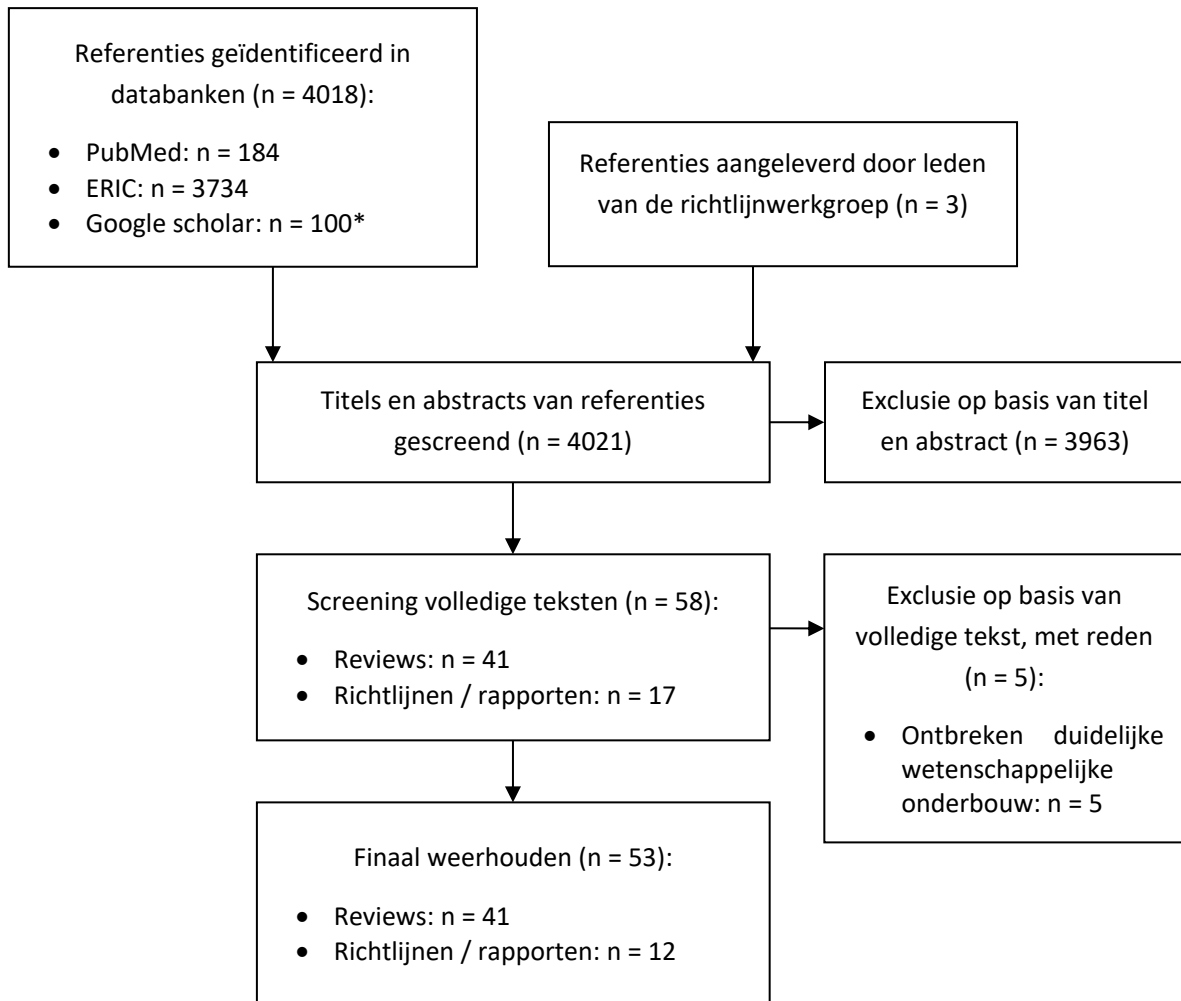 Referenties geïdentificeerd in
databanken (n = 4018):
• PubMed: n = 184
• ERIC: n = 3734
• Google scholar: n = 100*
Referenties aangeleverd door leden
van de richtlijnwerkgroep (n = 3)
Titels en abstracts van referenties
gescreend (n = 4021)
Exclusie op basis van titel
en abstract (n = 3963)
Screening volledige teksten (n = 58):
• Reviews: n = 41
• Richtlijnen / rapporten: n = 17
Exclusie op basis van
volledige tekst, met reden
(n = 5):
• Ontbreken duidelijke
wetenschappelijke
onderbouw: n = 5
Finaal weerhouden (n = 53):
• Reviews: n = 41
• Richtlijnen / rapporten: n = 12